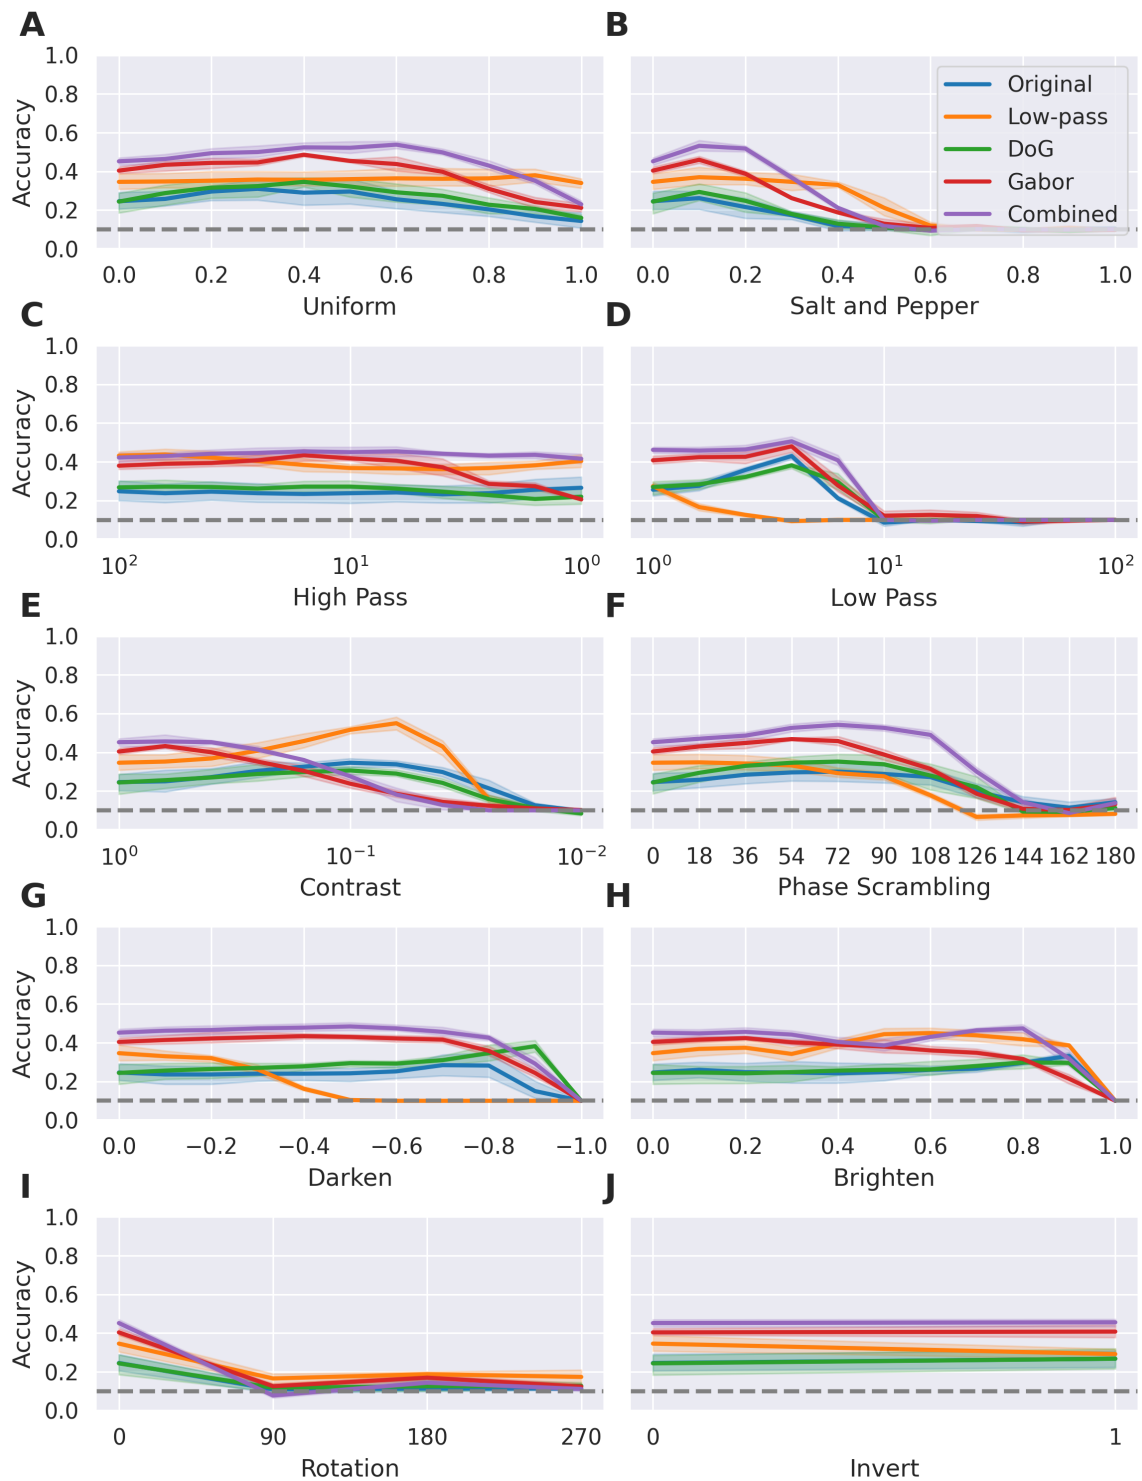 A
B
1.0
0.8
0.6
0.4
0.2
0.0
Accuracy
Original
Low-pass
DoG
Gabor
Combined
0.0 0.2 0.4 0.6 0.8 1.0
0.0 0.2 0.4 0.6 0.8 1.0
Uniform
Salt and Pepper
C
D
1.0
0.8
0.6
0.4
0.2
0.0
Accuracy
10² 10¹ 10⁰
10⁰ 10¹ 10²
High Pass
Low Pass
E
F
1.0
0.8
0.6
0.4
0.2
0.0
Accuracy
10⁰ 10⁻¹ 10⁻²
0 18 36 54 72 90 108 126 144 162 180
Contrast
Phase Scrambling
G
H
1.0
0.8
0.6
0.4
0.2
0.0
Accuracy
0.0 −0.2 −0.4 −0.6 −0.8 −1.0
0.0 0.2 0.4 0.6 0.8 1.0
Darken
Brighten
I
J
1.0
0.8
0.6
0.4
0.2
0.0
Accuracy
0 90 180 270
0 1
Rotation
Invert